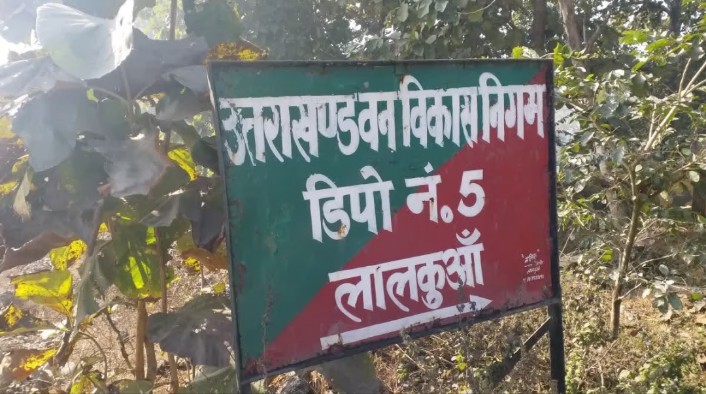 उत्तराखण्ड वन विकास निगम
डिपो नं. 5
लालकुआँ